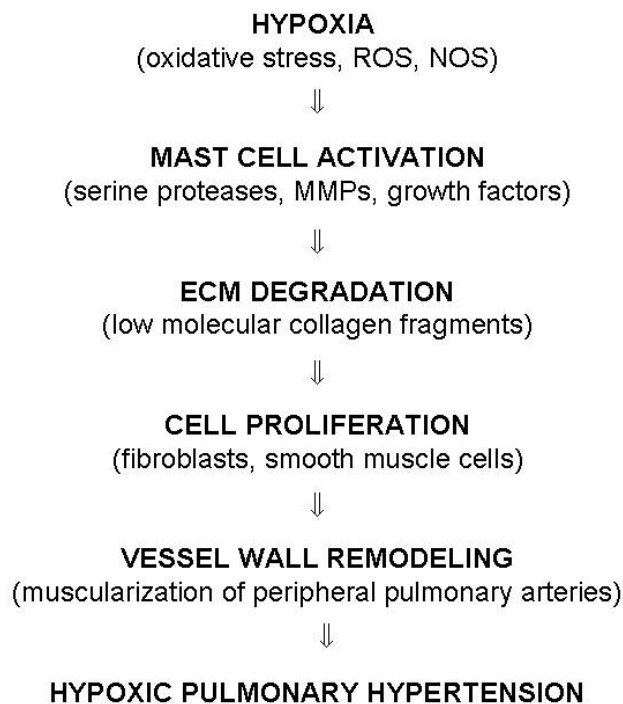 HYPOXIA
(oxidative stress, ROS, NOS)
⇓
MAST CELL ACTIVATION
(serine proteases, MMPs, growth factors)
⇓
ECM DEGRADATION
(low molecular collagen fragments)
⇓
CELL PROLIFERATION
(fibroblasts, smooth muscle cells)
⇓
VESSEL WALL REMODELING
(muscularization of peripheral pulmonary arteries)
⇓
HYPOXIC PULMONARY HYPERTENSION